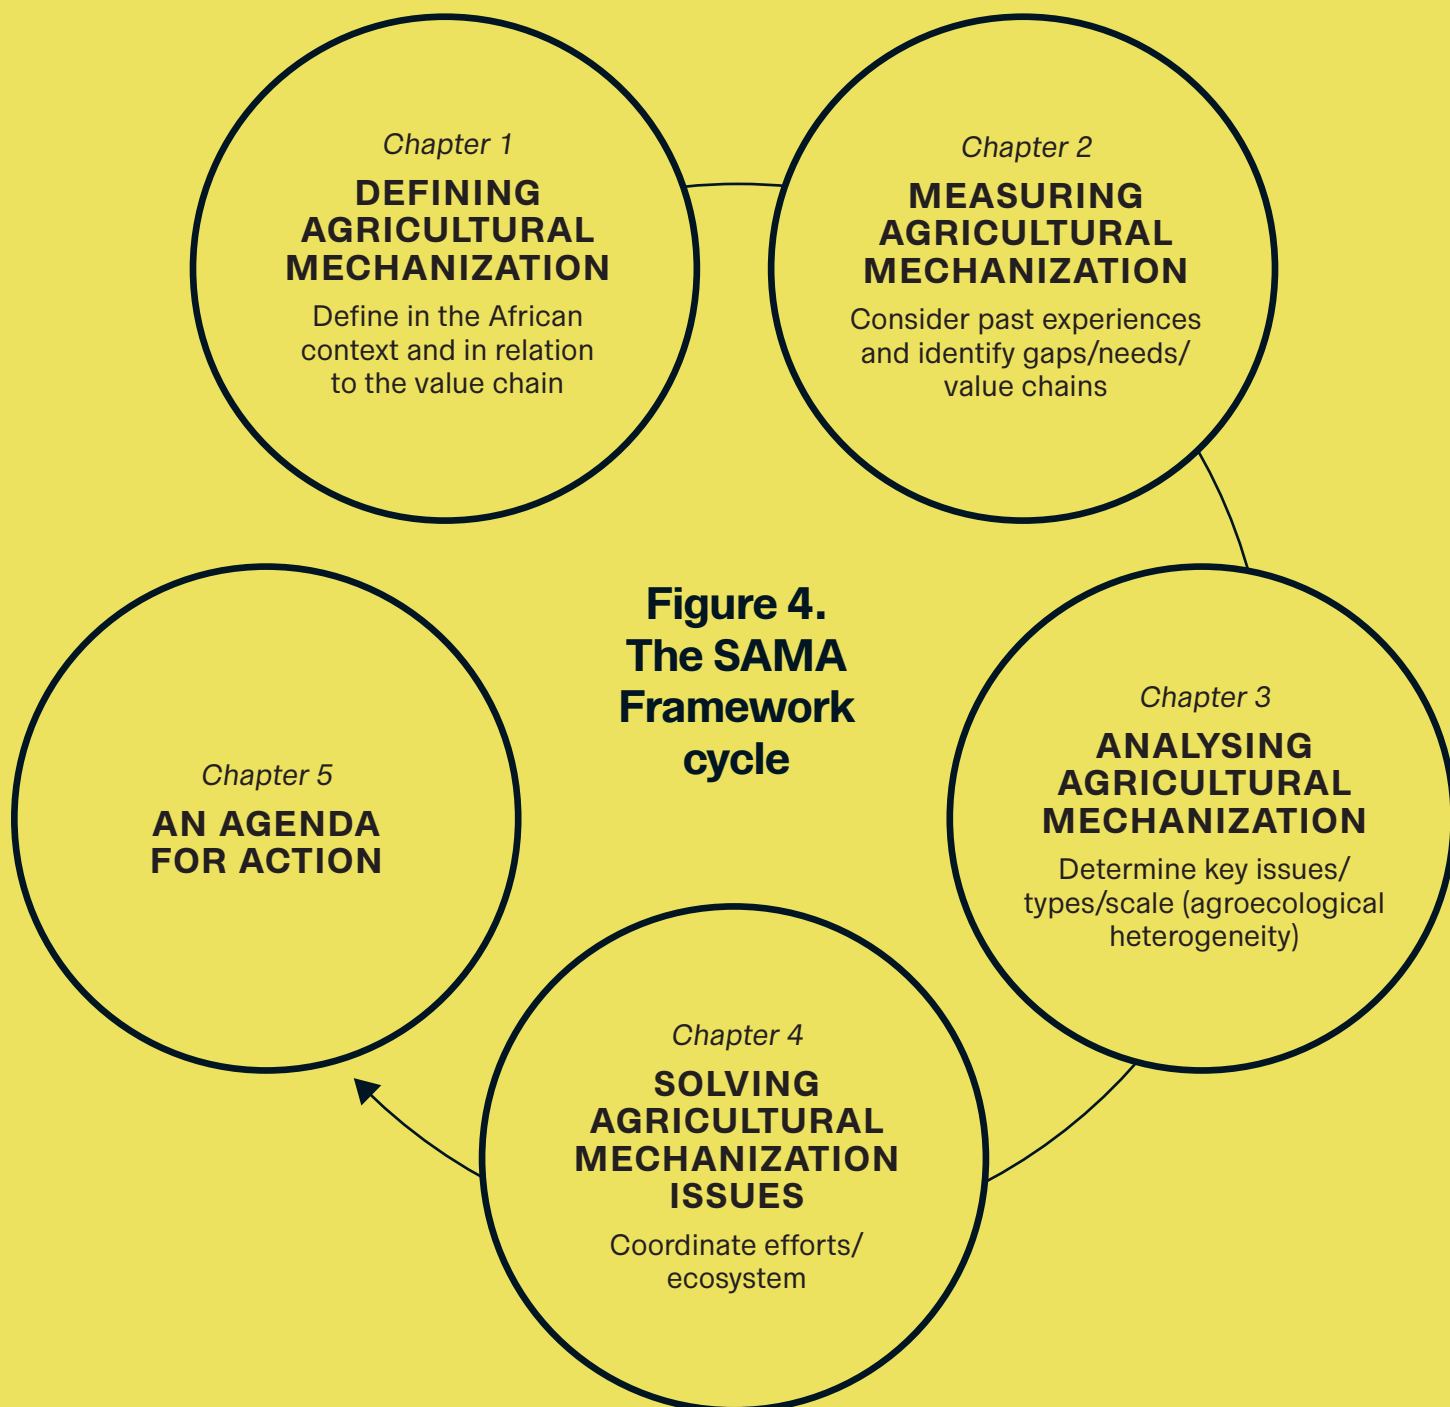 Chapter 1
DEFINING
AGRICULTURAL
MECHANIZATION
Define in the African
context and in relation
to the value chain
Chapter 2
MEASURING
AGRICULTURAL
MECHANIZATION
Consider past experiences
and identify gaps/needs/
value chains
Figure 4.
The SAMA
Framework
cycle
Chapter 3
ANALYSING
AGRICULTURAL
MECHANIZATION
Determine key issues/
types/scale (agroecological
heterogeneity)
Chapter 4
SOLVING
AGRICULTURAL
MECHANIZATION
ISSUES
Coordinate efforts/
ecosystem
Chapter 5
AN AGENDA
FOR ACTION